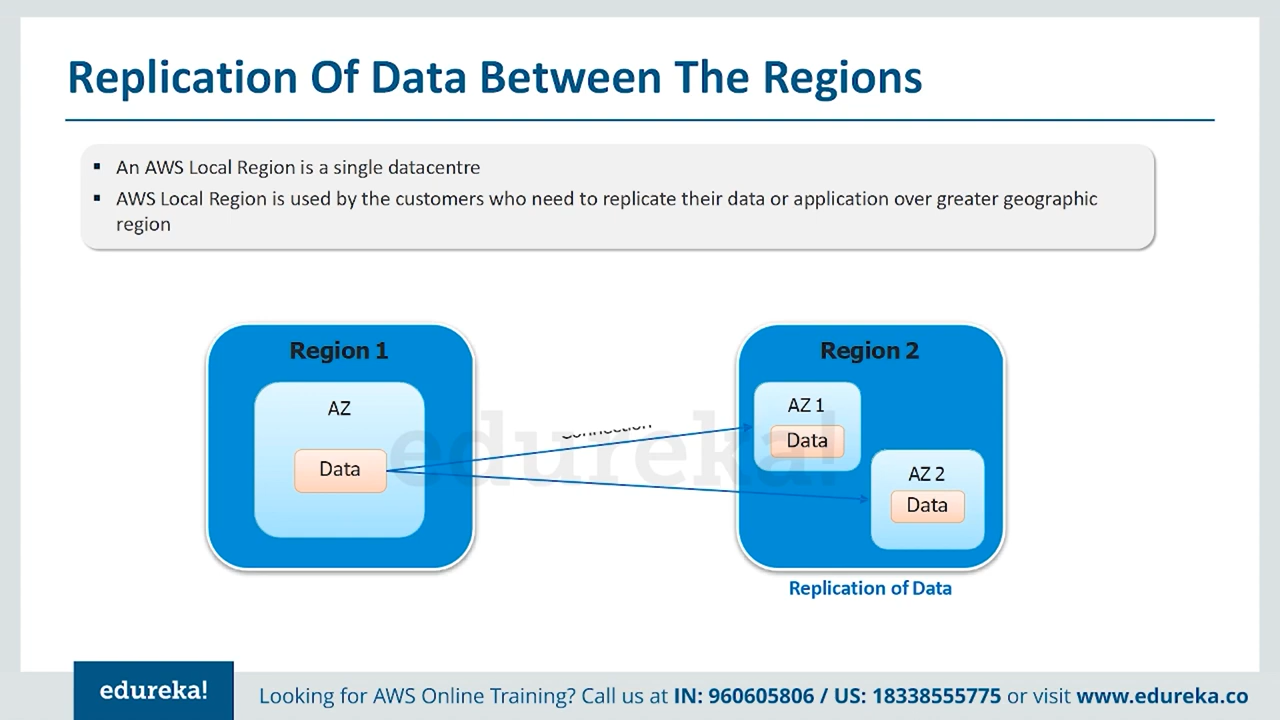 Replication Of Data Between The Regions
An AWS Local Region is a single datacentre
AWS Local Region is used by the customers who need to replicate their data or application over greater geographic
region
Region 1
AZ
Data
Connection
Region 2
AZ 1
Data
AZ 2
Data
edureka!
Replication of Data
edureka!
Looking for AWS Online Training? Call us at IN: 960605806 / US: 18338555775 or visit www.edureka.co